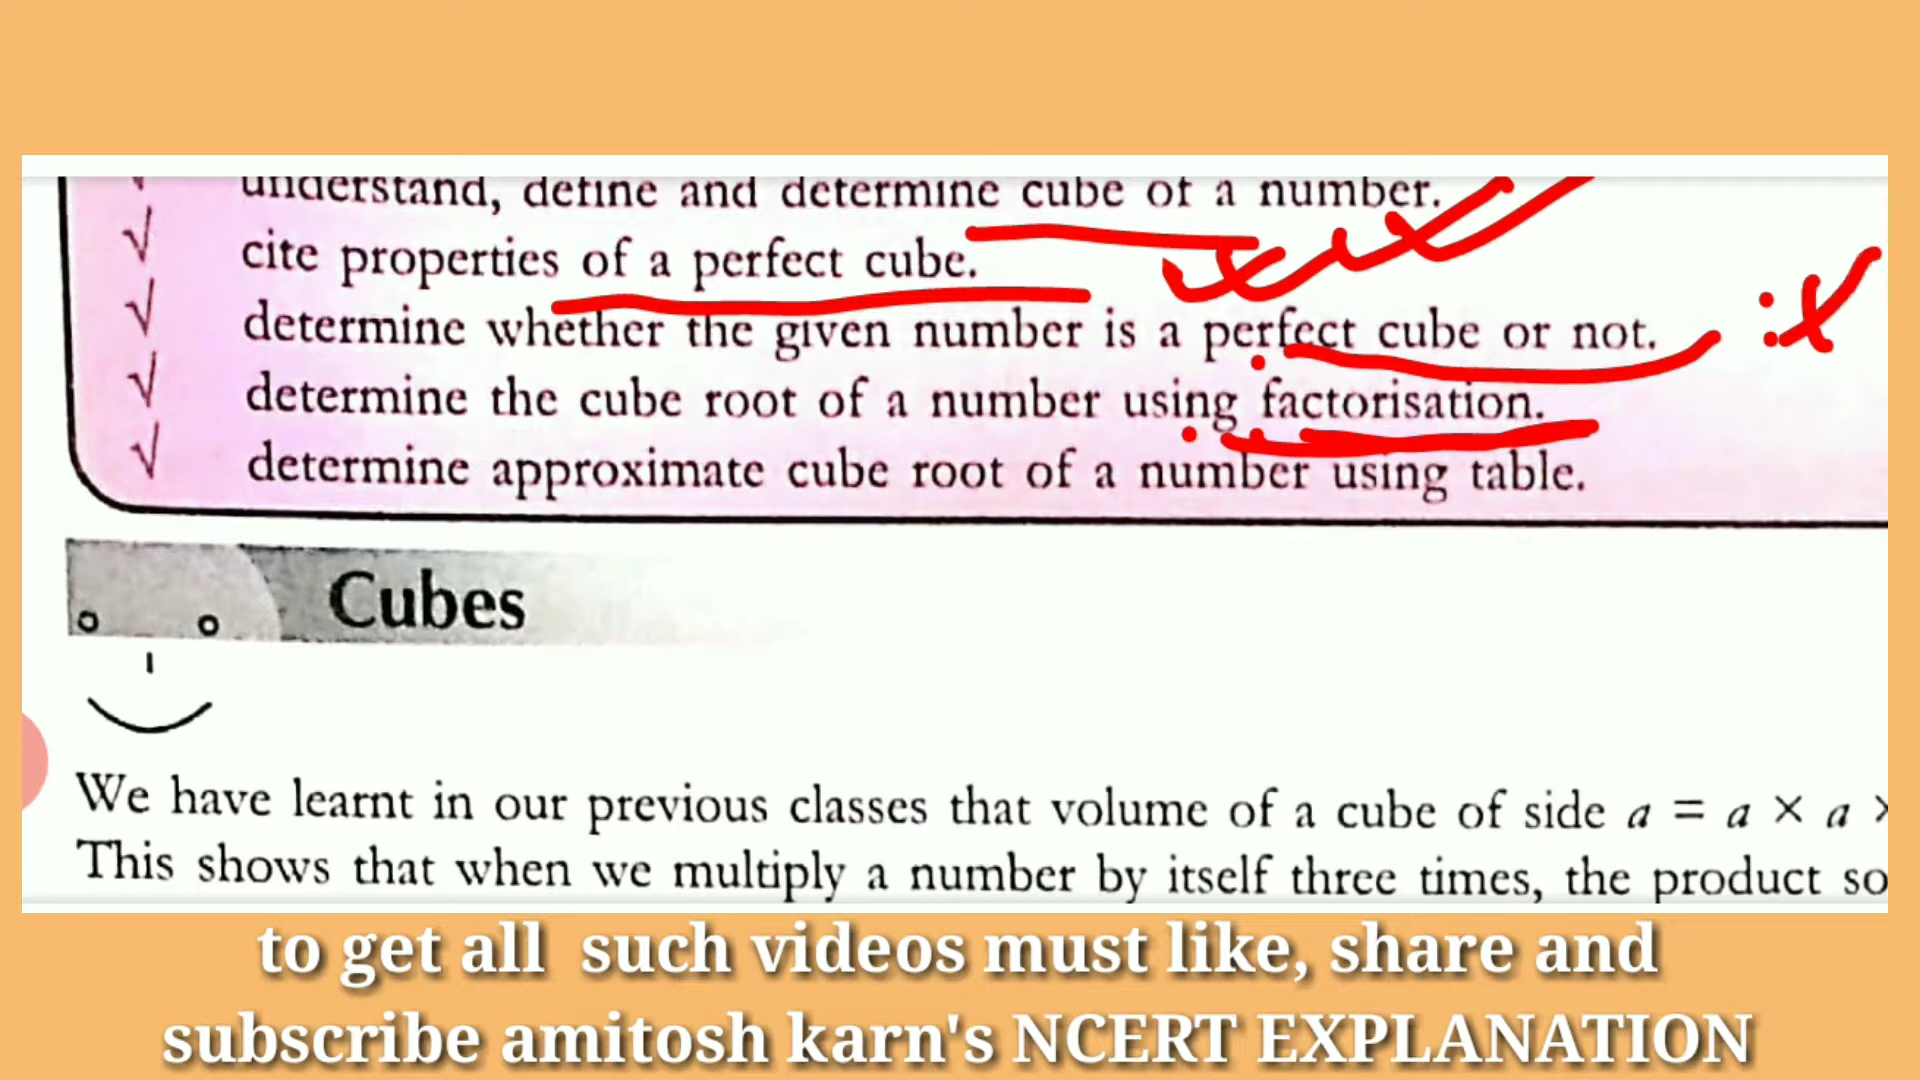 understand, define and determine cube of a number.
√ cite properties of a perfect cube.
√ determine whether the given number is a perfect cube or not.
√ determine the cube root of a number using factorisation.
√ determine approximate cube root of a number using table.
Cubes
We have learnt in our previous classes that volume of a cube of side a = a × a ×
This shows that when we multiply a number by itself three times, the product so
to get all such videos must like, share and
subscribe amitosh karn's NCERT EXPLANATION